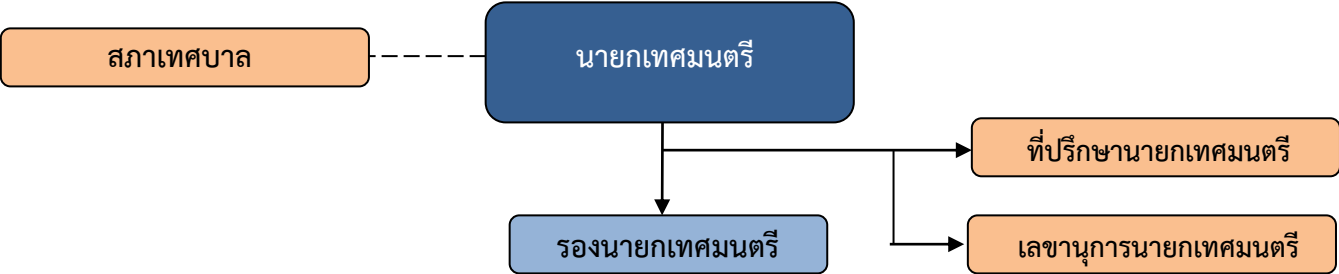 สภาเทศบาล
นายกเทศมนตรี
ที่ปรึกษานายกเทศมนตรี
รองนายกเทศมนตรี
เลขานุการนายกเทศมนตรี